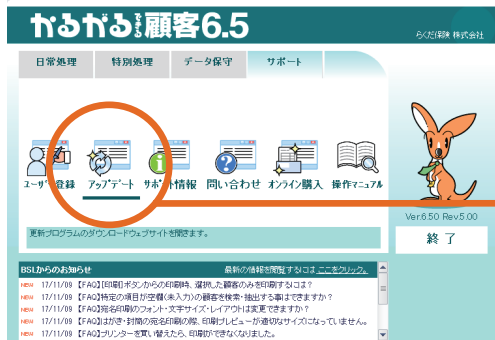 かるがる顧客6.5
らくだ保険 株式会社
日常処理 特別処理 データ保守 サポート
ユーザー登録 アップデート サポート情報 問い合わせ オンライン購入 操作マニュアル
Ver.6.50 Rev5.00
更新プログラムのダウンロードウェブサイトを開きます。
終了
BSLからのお知らせ 最新の情報を閲覧するには ここをクリック。
NEW 17/11/09 【FAQ】[印刷]ボタンからの印刷時、選択した顧客のみを印刷するには？
NEW 17/11/09 【FAQ】特定の項目が空欄(未入力)の顧客を検索・抽出する事はできますか？
NEW 17/11/09 【FAQ】宛名印刷のフォント・文字サイズ・レイアウトは変更できますか？
NEW 17/11/09 【FAQ】はがき・封筒の宛名印刷の際、印刷プレビューが適切なサイズになっていません。
NEW 17/11/09 【FAQ】プリンターを買い替えたら、印刷ができなくなりました。